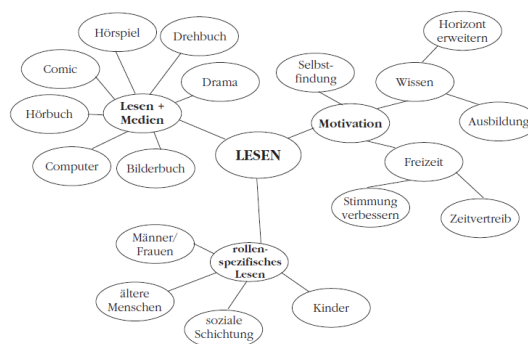 Hörspiel
Drehbuch
Comic
Drama
Hörbuch
Lesen +
Medien
Computer
Bilderbuch
LESEN
Horizont
erweitern
Selbst-
findung
Wissen
Motivation
Ausbildung
Freizeit
Stimmung
verbessern
Zeitvertreib
Männer/
Frauen
rollen-
spezifisches
Lesen
ältere
Menschen
soziale
Schichtung
Kinder